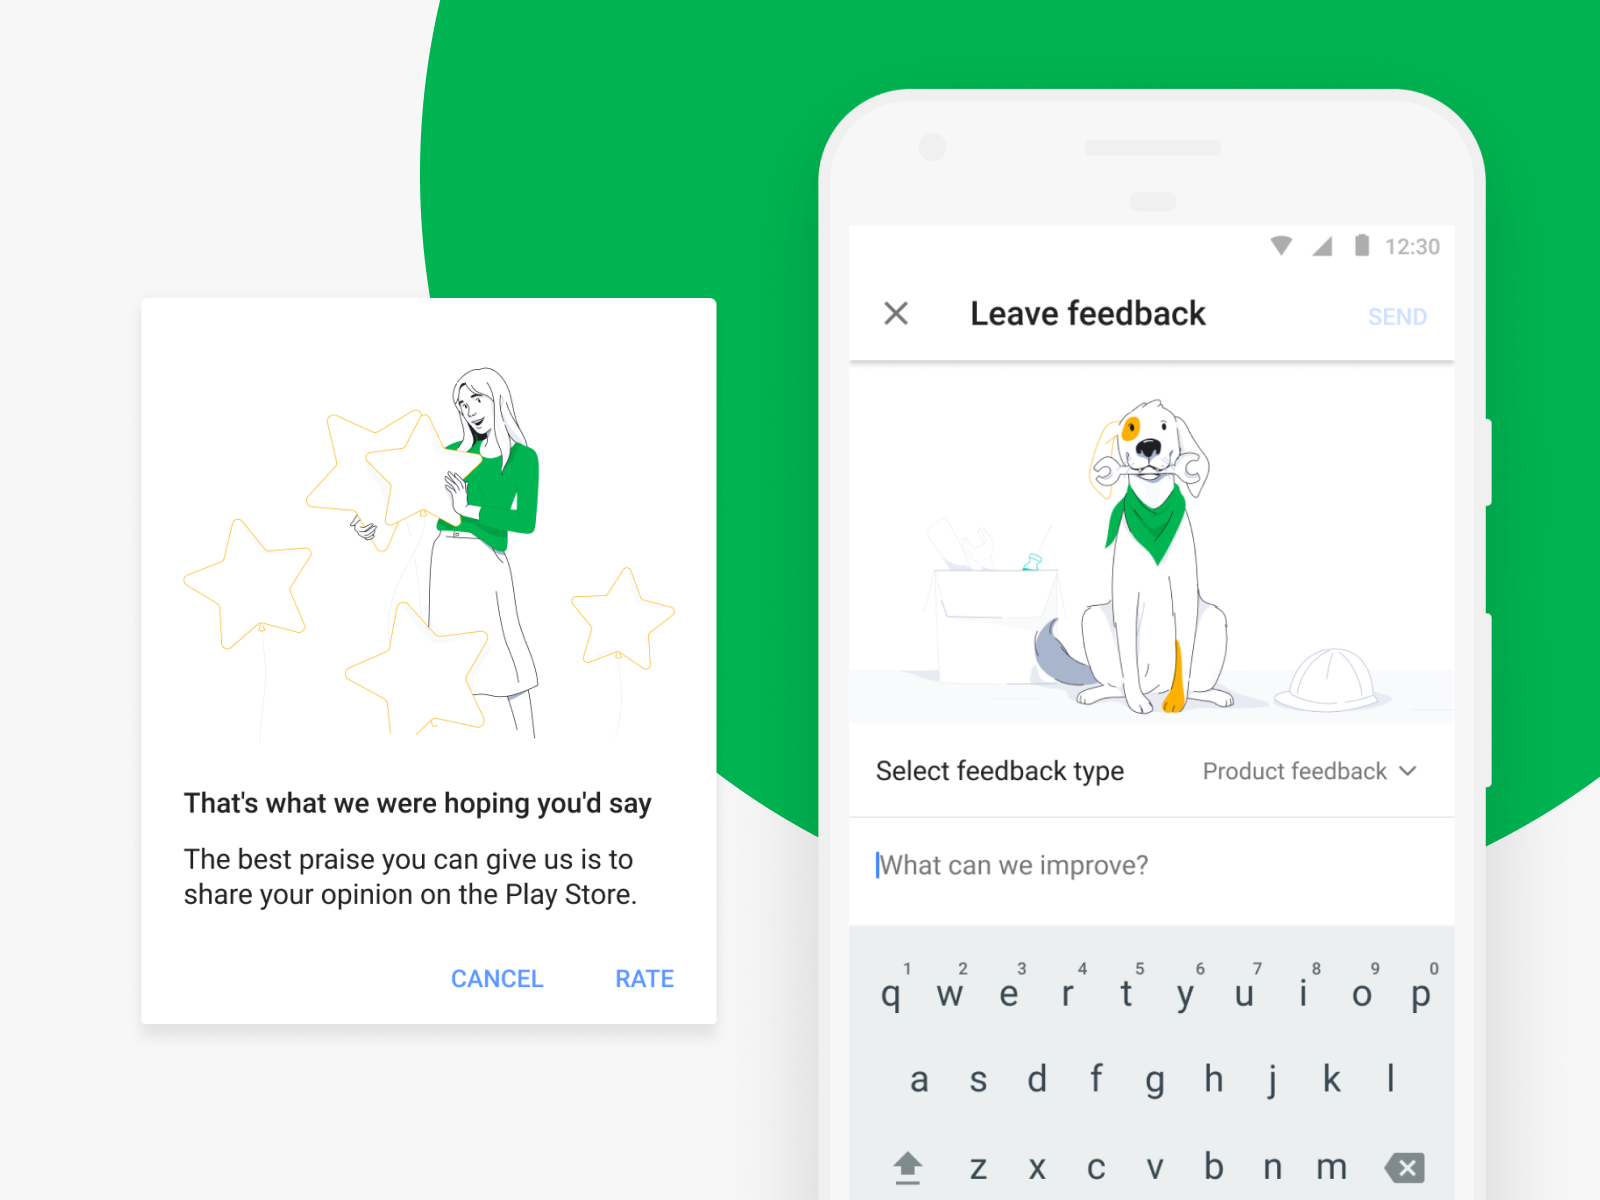 That's what we were hoping you'd say
The best praise you can give us is to
share your opinion on the Play Store.
CANCEL RATE
12:30
Leave feedback SEND
Select feedback type Product feedback
What can we improve?
1 2 3 4 5 6 7 8 9 0
q w e r t y u i o p
a s d f g h j k l
z x c v b n m